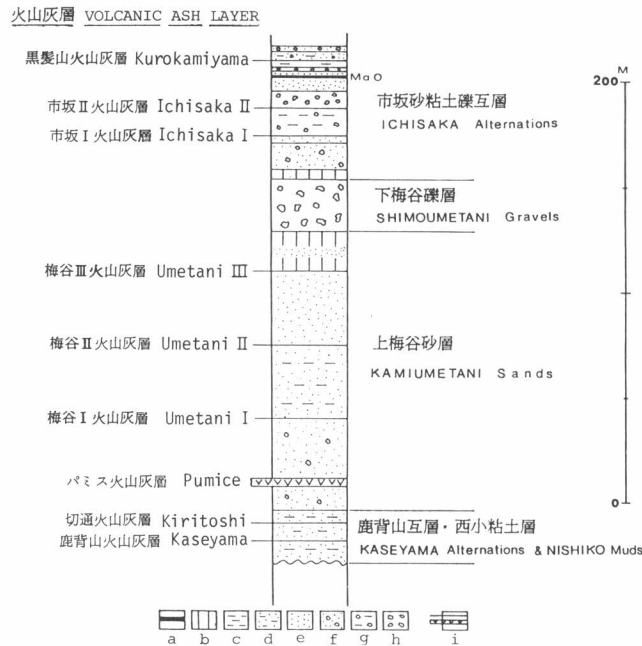 火山灰層 VOLCANIC ASH LAYER
M
黒髪山火山灰層 Kurokamiyama
MaO
200
市坂Ⅱ火山灰層 Ichisaka Ⅱ
市坂砂粘土礫互層
ICHISAKA Alternations
市坂Ⅰ火山灰層 Ichisaka Ⅰ
下梅谷礫層
SHIMOUMETANI Gravels
梅谷Ⅲ火山灰層 Umetani Ⅲ
梅谷Ⅱ火山灰層 Umetani Ⅱ
上梅谷砂層
KAMIUMETANI Sands
梅谷Ⅰ火山灰層 Umetani Ⅰ
パミス火山灰層 Pumice
0
切通火山灰層 Kiritoshi
鹿背山互層・西小粘土層
鹿背山火山灰層 Kaseyama
KASEYAMA Alternations & NISHIKO Muds
a b c d e f g h i